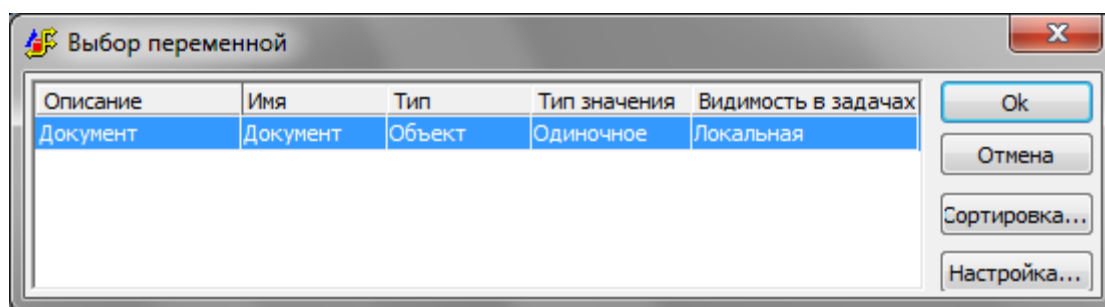 Выбор переменной
Описание Имя Тип Тип значения Видимость в задачах
Документ Документ Объект Одиночное Локальная
Ok
Отмена
Сортировка...
Настройка...